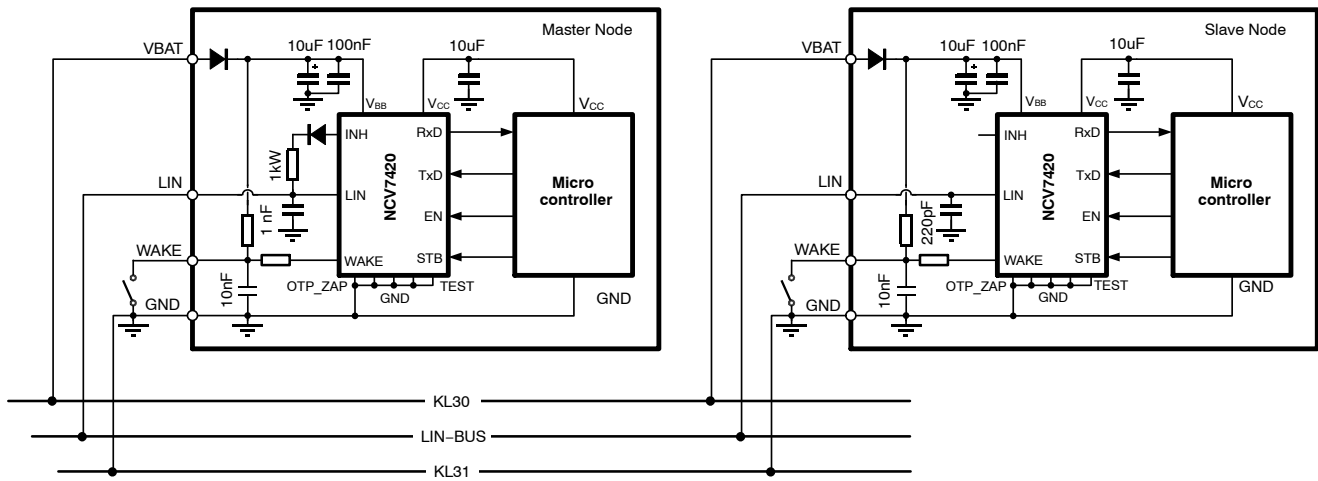 Master Node
VBAT
10uF 100nF
10uF
VBB
VCC
VCC
INH
RxD
1kW
NCV7420
TxD
LIN
LIN
Micro
controller
1 nF
EN
WAKE
WAKE
STB
10nF
OTP_ZAP
GND
TEST
GND
GND
Slave Node
VBAT
10uF 100nF
10uF
VBB
VCC
VCC
INH
RxD
NCV7420
TxD
LIN
LIN
Micro
controller
220pF
EN
WAKE
WAKE
STB
10nF
OTP_ZAP
GND
TEST
GND
GND
KL30
LIN−BUS
KL31